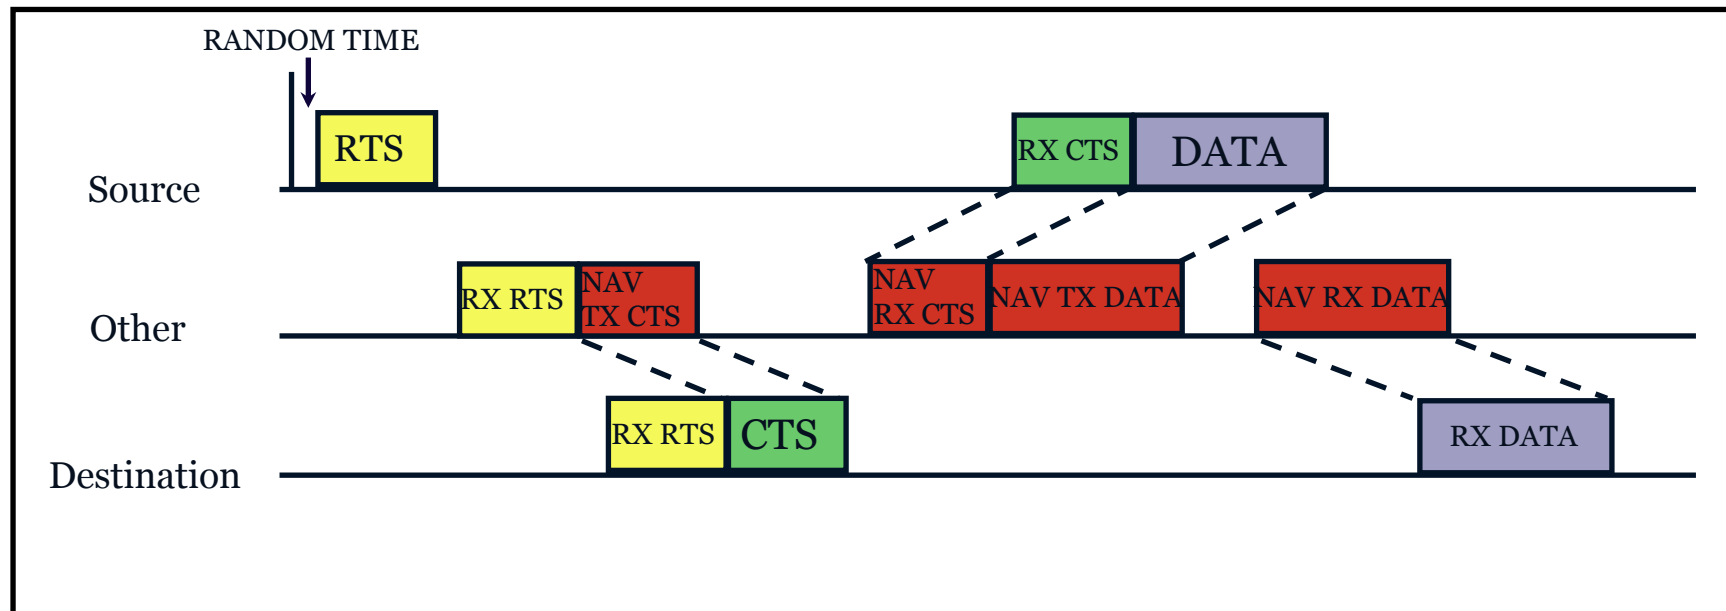 RANDOM TIME
RTS
RX CTS
DATA
Source
RX RTS
NAV
TX CTS
NAV
RX CTS
NAV TX DATA
NAV RX DATA
Other
RX RTS
CTS
RX DATA
Destination